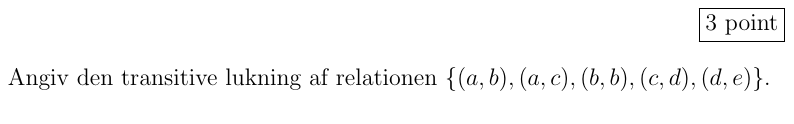 3 point
Angiv den transitive lukning af relationen {(a, b), (a, c), (b, b), (c, d), (d, e)}.